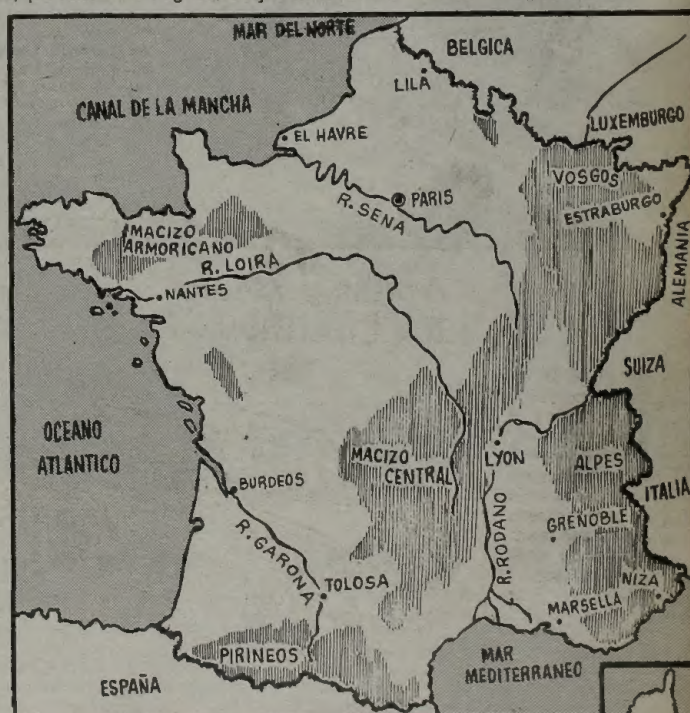 MAR DEL NORTE
BELGICA
LILA
CANAL DE LA MANCHA
EL HAVRE
LUXEMBURGO
VOSGOS
PARIS
R. SENA
ESTRABURGO
MACIZO
ARMORICANO
R. LOIRA
ALEMANIA
NANTES
SUIZA
OCEANO
ATLANTICO
MACIZO
CENTRAL
LYON
ALPES
ITALIA
BURDEOS
R. GARONA
R. RODANO
GRENOBLE
TOLOSA
NIZA
MARSELLA
PIRINEOS
MAR
MEDITERRANEO
ESPAÑA